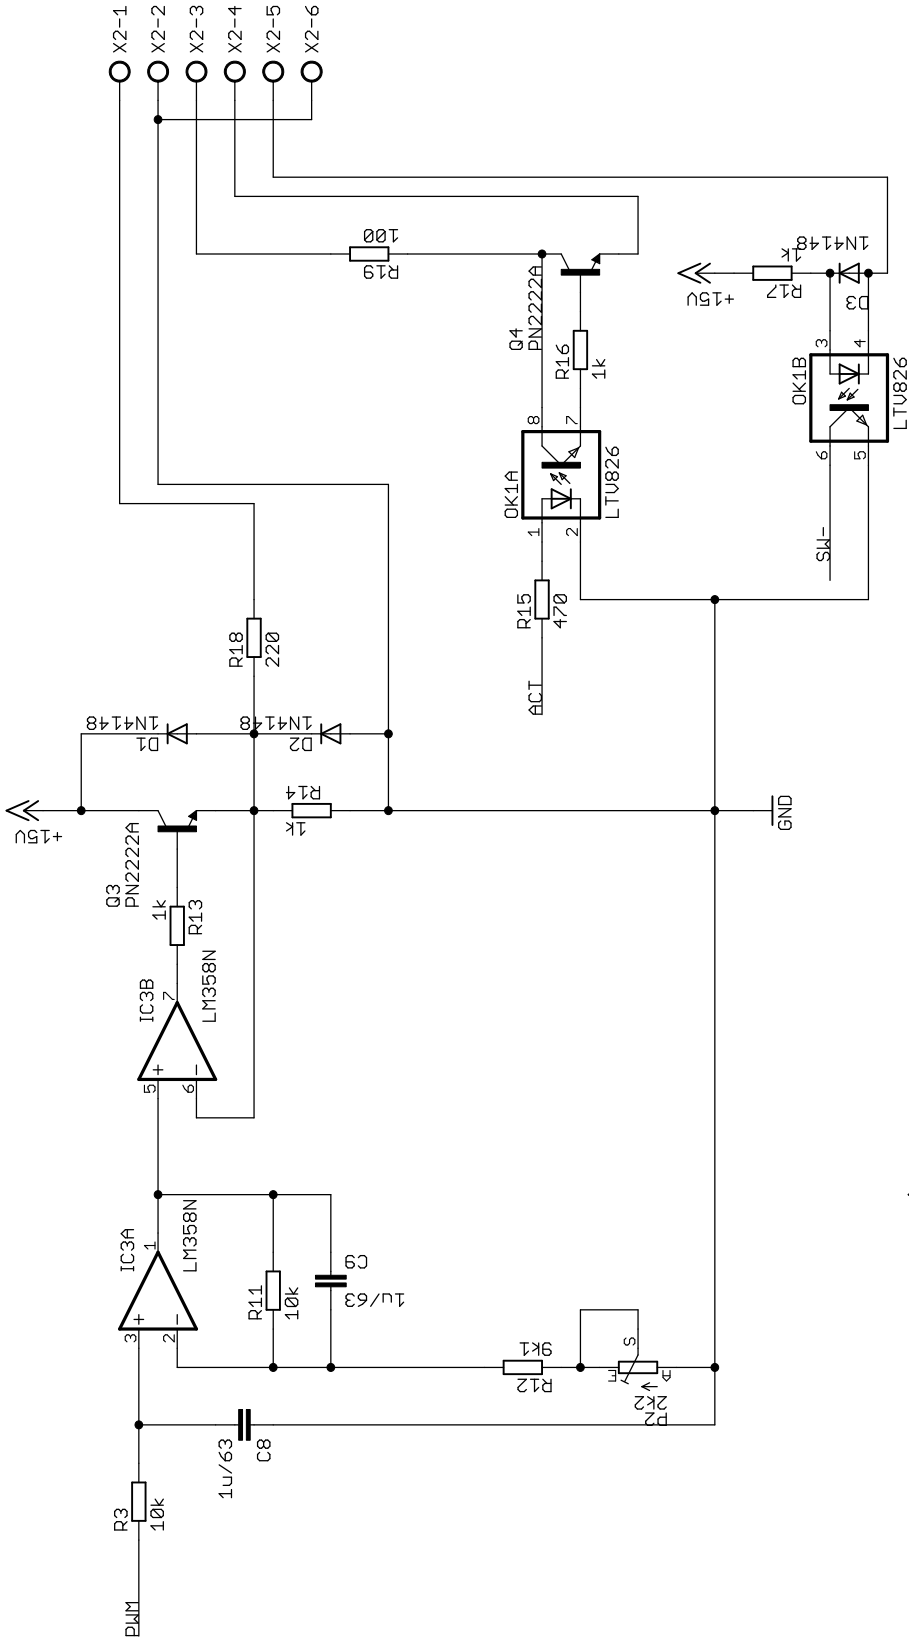 X2-1
X2-2
X2-3
X2-4
X2-5
X2-6
R19
100
Q4
PN2222A
R16
1k
+15V
R17
1k
1N4148
D3
OK1A
LTV826
8
7
1
2
OK1B
LTV826
3
4
6
5
SW-
R15
470
ACT
R18
220
1N4148
D1
1N4148
D2
+15V
Q3
PN2222A
R14
1k
GND
1k
R13
IC3B
LM358N
7
5
6
+
-
IC3A
LM358N
1
3
2
+
-
R11
10k
C9
1u/63
9k1
R12
S
E
A
2k2
P2
1u/63
C8
R3
10k
PWM